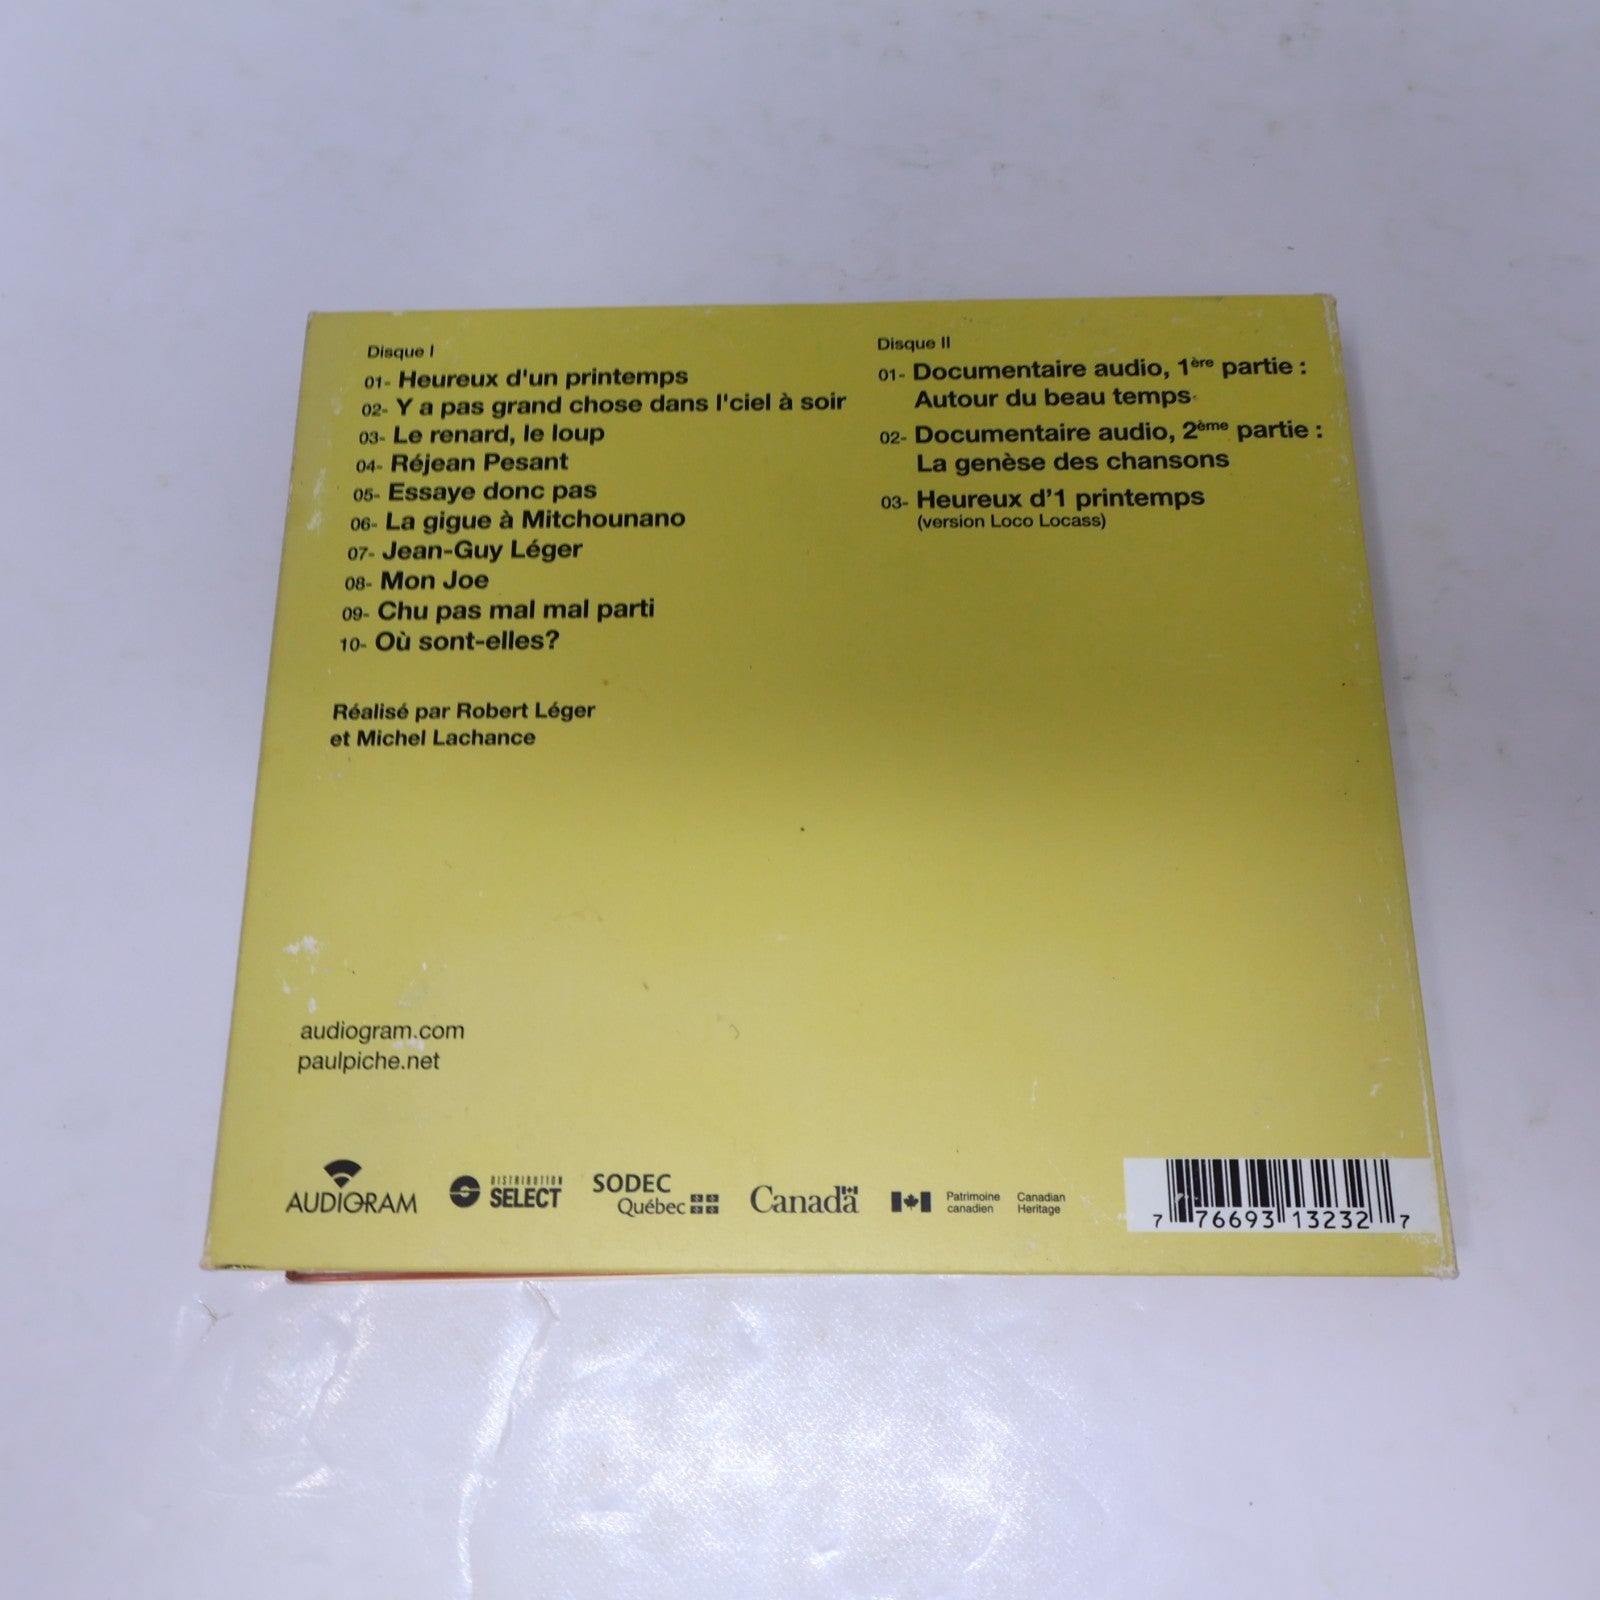 Disque I
01- Heureux d'un printemps
02- Y a pas grand chose dans l'ciel à soir
03- Le renard, le loup
04- Réjean Pesant
05- Essaye donc pas
06- La gigue à Mitchounano
07- Jean-Guy Léger
08- Mon Joe
09- Chu pas mal mal parti
10- Où sont-elles?
Réalisé par Robert Léger
et Michel Lachance
Disque II
01- Documentaire audio, 1ère partie :
Autour du beau temps
02- Documentaire audio, 2ème partie :
La genèse des chansons
03- Heureux d'1 printemps
(version Loco Locass)
audiogram.com
paulpiche.net
AUDIOGRAM
DISTRIBUTION
SELECT
SODEC
Québec
Canada
Patrimoine
canadien
Canadian
Heritage
7 76693 13232 7